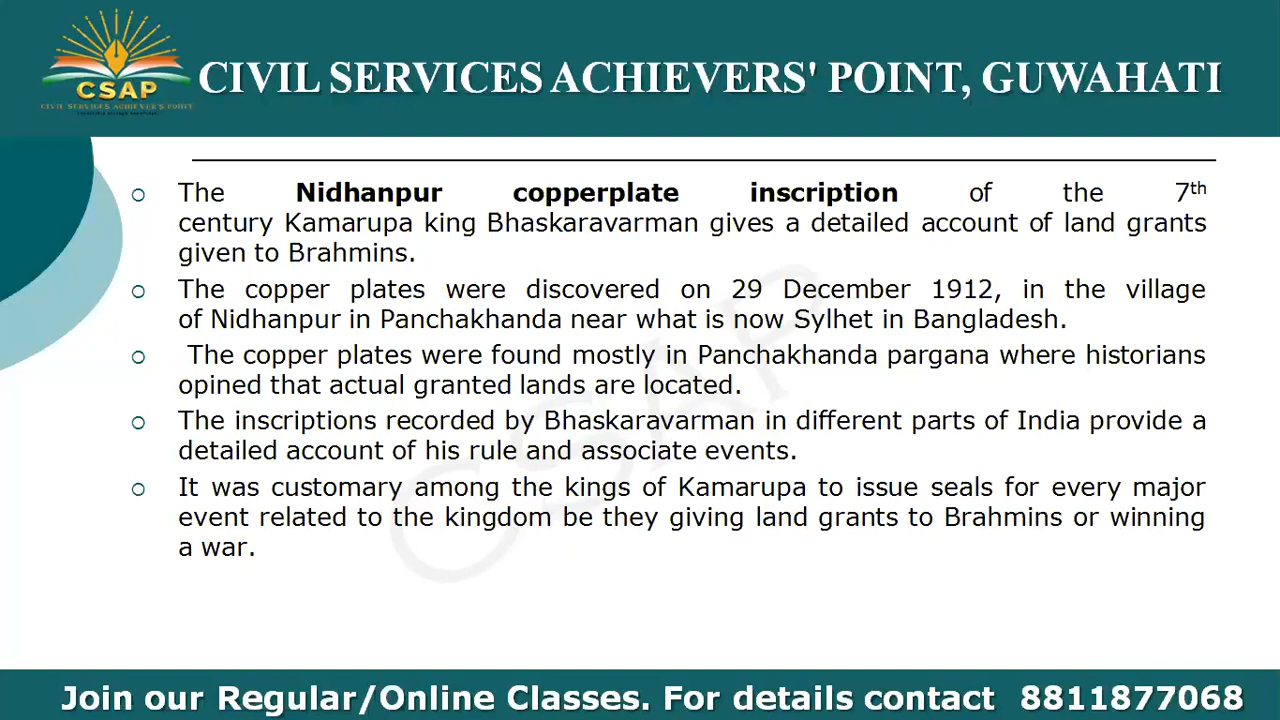 CSAP
CIVIL SERVICES ACHIEVER'S POINT
CIVIL SERVICES ACHIEVERS' POINT, GUWAHATI
The Nidhanpur copperplate inscription of the 7th
century Kamarupa king Bhaskaravarman gives a detailed account of land grants
given to Brahmins.
The copper plates were discovered on 29 December 1912, in the village
of Nidhanpur in Panchakhanda near what is now Sylhet in Bangladesh.
The copper plates were found mostly in Panchakhanda pargana where historians
opined that actual granted lands are located.
The inscriptions recorded by Bhaskaravarman in different parts of India provide a
detailed account of his rule and associate events.
It was customary among the kings of Kamarupa to issue seals for every major
event related to the kingdom be they giving land grants to Brahmins or winning
a war.
CSAP
Join our Regular/Online Classes. For details contact 8811877068